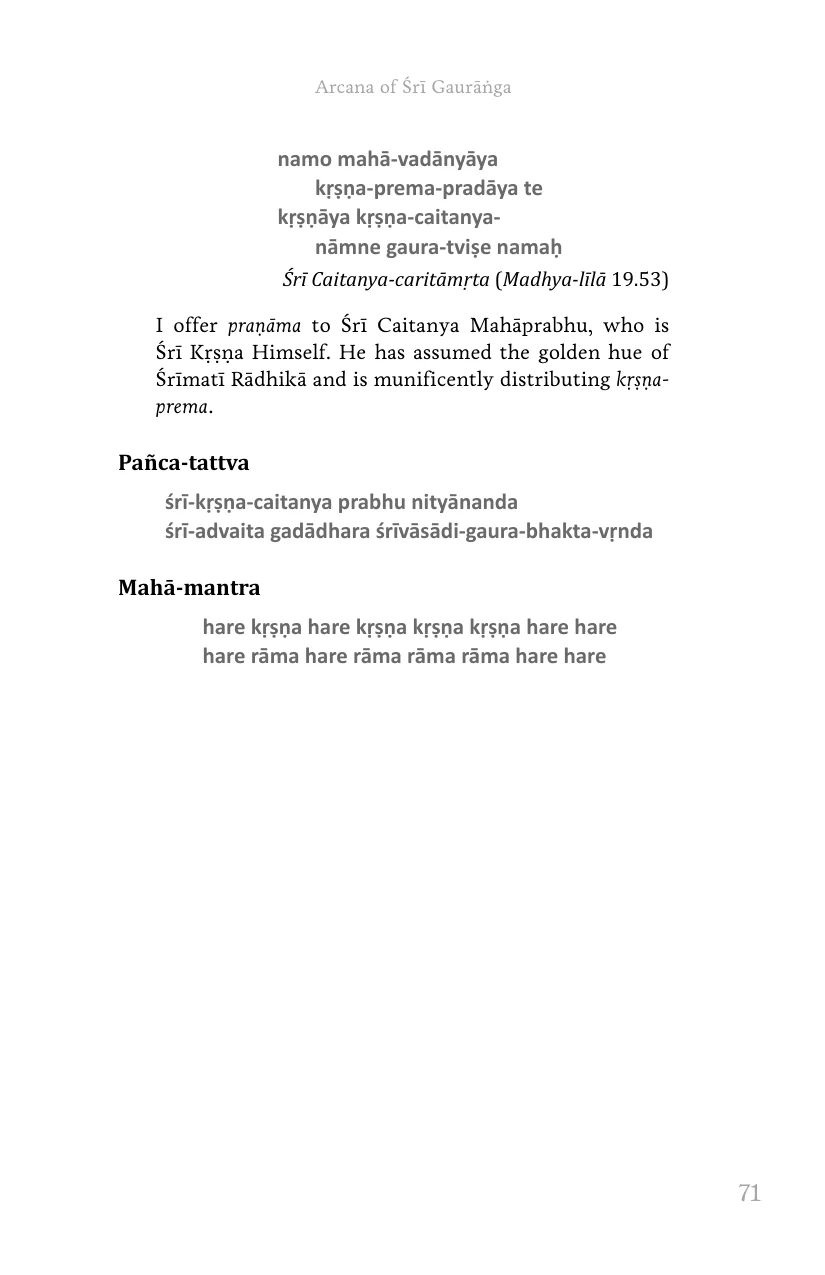 Arcana of Śrī Gaurāṅga
namo mahā-vadānyāya
kṛṣṇa-prema-pradāya te
kṛṣṇāya kṛṣṇa-caitanya-
nāmne gaura-tviṣe namaḥ
Śrī Caitanya-caritāmṛta (Madhya-līlā 19.53)
I offer praṇāma to Śrī Caitanya Mahāprabhu, who is
Śrī Kṛṣṇa Himself. He has assumed the golden hue of
Śrīmatī Rādhikā and is munificently distributing kṛṣṇa-
prema.
Pañca-tattva
śrī-kṛṣṇa-caitanya prabhu nityānanda
śrī-advaita gadādhara śrīvāsādi-gaura-bhakta-vṛnda
Mahā-mantra
hare kṛṣṇa hare kṛṣṇa kṛṣṇa kṛṣṇa hare hare
hare rāma hare rāma rāma rāma hare hare
71